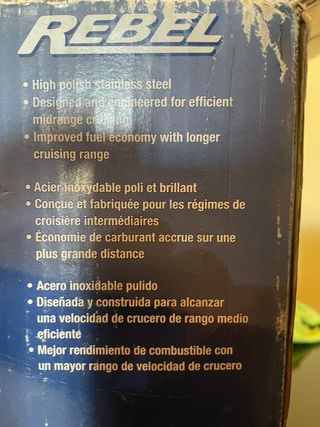 REBEL
• High polish stainless steel
• Designed and engineered for efficient
midrange cruising
• Improved fuel economy with longer
cruising range
• Acier inoxydable poli et brillant
• Conçue et fabriquée pour les régimes de
croisière intermédiaires
• Économie de carburant accrue sur une
plus grande distance
• Acero inoxidable pulido
• Diseñada y construida para alcanzar
una velocidad de crucero de rango medio
eficiente
• Mejor rendimiento de combustible con
un mayor rango de velocidad de crucero